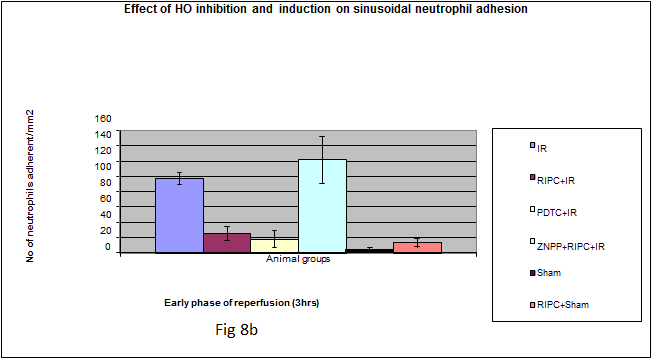 Effect of HO inhibition and induction on sinusoidal neutrophil adhesion
No of neutrophils adherent/mm2
160
140
120
100
80
60
40
20
0
Animal groups
Early phase of reperfusion (3hrs)
IR
RIPC+IR
PDTC+IR
ZNPP+RIPC+IR
Sham
RIPC+Sham
Fig 8b